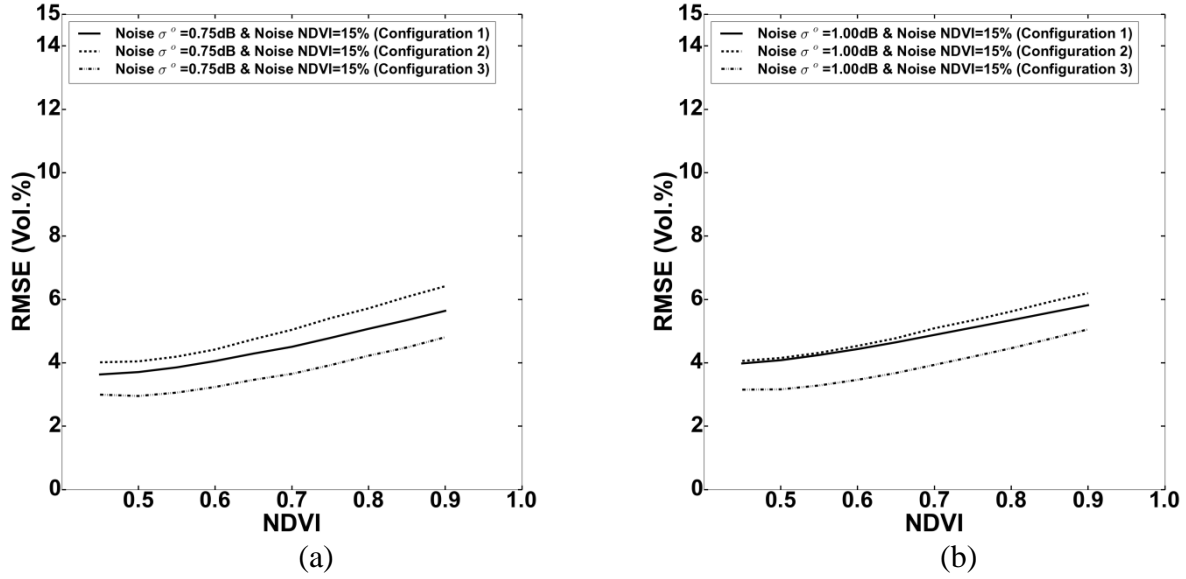 Noise σ ° =0.75dB & Noise NDVI=15% (Configuration 1)
Noise σ ° =0.75dB & Noise NDVI=15% (Configuration 2)
Noise σ ° =0.75dB & Noise NDVI=15% (Configuration 3)
RMSE (Vol.%)
15
14
12
10
8
6
4
2
0
0.5 0.6 0.7 0.8 0.9 1.0
NDVI
(a)
Noise σ ° =1.00dB & Noise NDVI=15% (Configuration 1)
Noise σ ° =1.00dB & Noise NDVI=15% (Configuration 2)
Noise σ ° =1.00dB & Noise NDVI=15% (Configuration 3)
RMSE (Vol.%)
15
14
12
10
8
6
4
2
0
0.5 0.6 0.7 0.8 0.9 1.0
NDVI
(b)